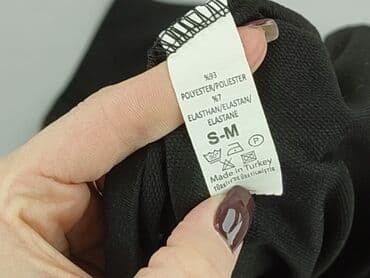 %93
POLYESTER/POLIESTER
%7
ELASTHAN/ELASTAN/
ELASTANE
S-M
P
Made in Turkey